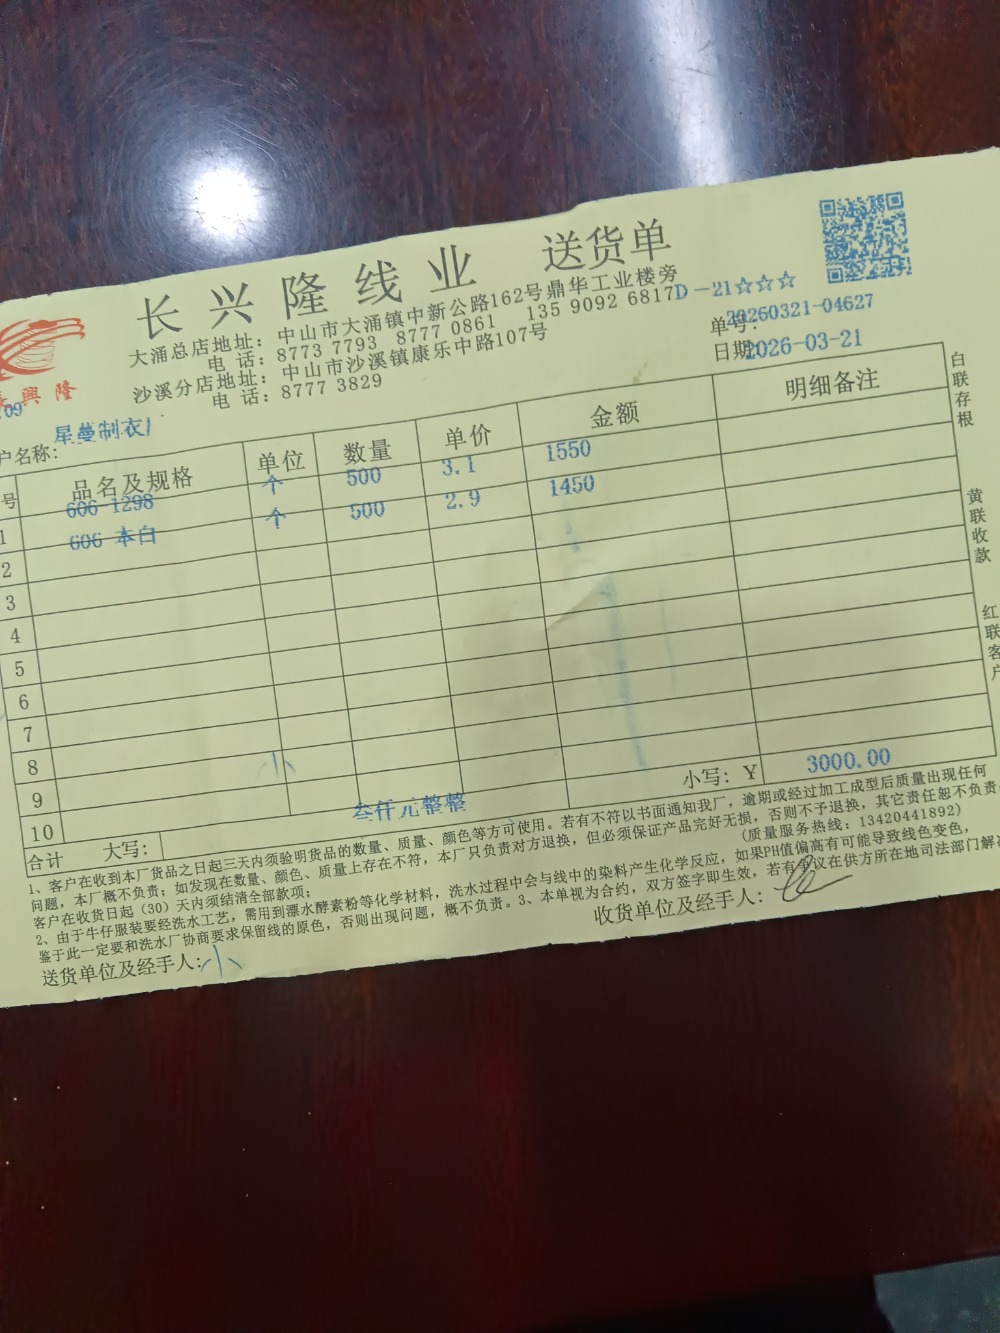 长兴隆线业 送货单
大涌总店地址：中山市大涌镇中新公路162号鼎华工业楼旁
电 话：8773 7793 8777 0861 135 9092 6817
沙溪分店地址：中山市沙溪镇康乐中路107号
电 话：8777 3829
D－21☆☆☆
单号：20260321-04627
日期：2026-03-21
興隆
709
户名称：星蔓制衣厂
号 品名及规格 单位 数量 单价 金额 明细备注
1 606-1298 个 500 3.1 1550
2 606 本白 个 500 2.9 1450
3
4
5
6
7
8
9
10
小
合计 大写：叁仟元整整 小写：Y 3000.00
1、客户在收到本厂货品之日起三天内须验明货品的数量、质量、颜色等方可使用。若有不符以书面通知我厂，逾期或经过加工成型后质量出现任何
问题，本厂概不负责；如发现在数量、颜色、质量上存在不符，本厂只负责对方退换，但必须保证产品完好无损，否则不予退换，其它责任恕不负责。
客户在收货日起（30）天内须结清全部款项； （质量服务热线：13420441892）
2、由于牛仔服装要经洗水工艺，需用到漂水酵素粉等化学材料，洗水过程中会与线中的染料产生化学反应，如果PH值偏高有可能导致线色变色，
鉴于此一定要和洗水厂协商要求保留线的原色，否则出现问题，概不负责。3、本单视为合约，双方签字即生效，若有争议在供方所在地司法部门解
送货单位及经手人：小 收货单位及经手人：
白联存根
黄联收款
红联客户